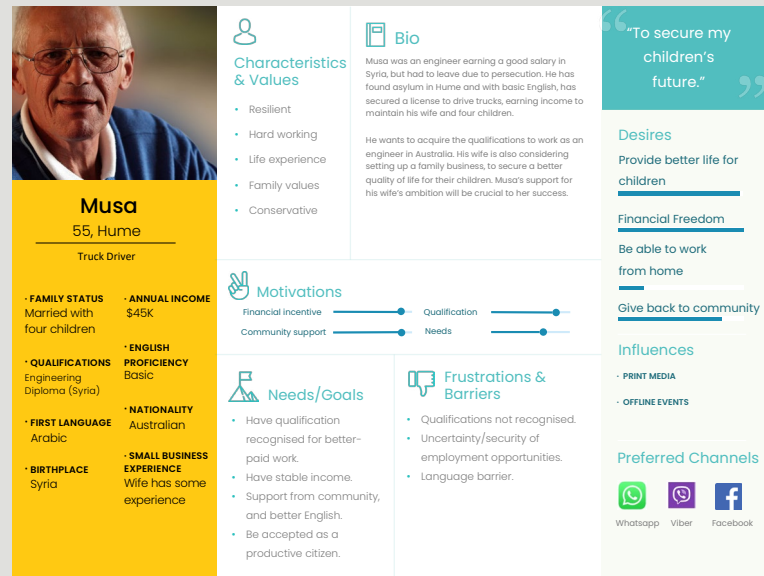 Musa
55, Hume
Truck Driver
· FAMILY STATUS
Married with
four children
· QUALIFICATIONS
Engineering
Diploma (Syria)
· FIRST LANGUAGE
Arabic
· BIRTHPLACE
Syria
· ANNUAL INCOME
$45K
· ENGLISH
PROFICIENCY
Basic
· NATIONALITY
Australian
· SMALL BUSINESS
EXPERIENCE
Wife has some
experience
Characteristics
& Values
• Resilient
• Hard working
• Life experience
• Family values
• Conservative
Bio
Musa was an engineer earning a good salary in
Syria, but had to leave due to persecution. He has
found asylum in Hume and with basic English, has
secured a license to drive trucks, earning income to
maintain his wife and four children.
He wants to acquire the qualifications to work as an
engineer in Australia. His wife is also considering
setting up a family business, to secure a better
quality of life for their children. Musa's support for
his wife's ambition will be crucial to her success.
Motivations
Financial incentive
Qualification
Community support
Needs
Needs/Goals
• Have qualification
recognised for better-
paid work.
• Have stable income.
• Support from community,
and better English.
• Be accepted as a
productive citizen.
Frustrations &
Barriers
• Qualifications not recognised.
• Uncertainty/security of
employment opportunities.
• Language barrier.
“To secure my
children’s
future.“
Desires
Provide better life for
children
Financial Freedom
Be able to work
from home
Give back to community
Influences
· PRINT MEDIA
· OFFLINE EVENTS
Preferred Channels
Whatsapp
Viber
Facebook